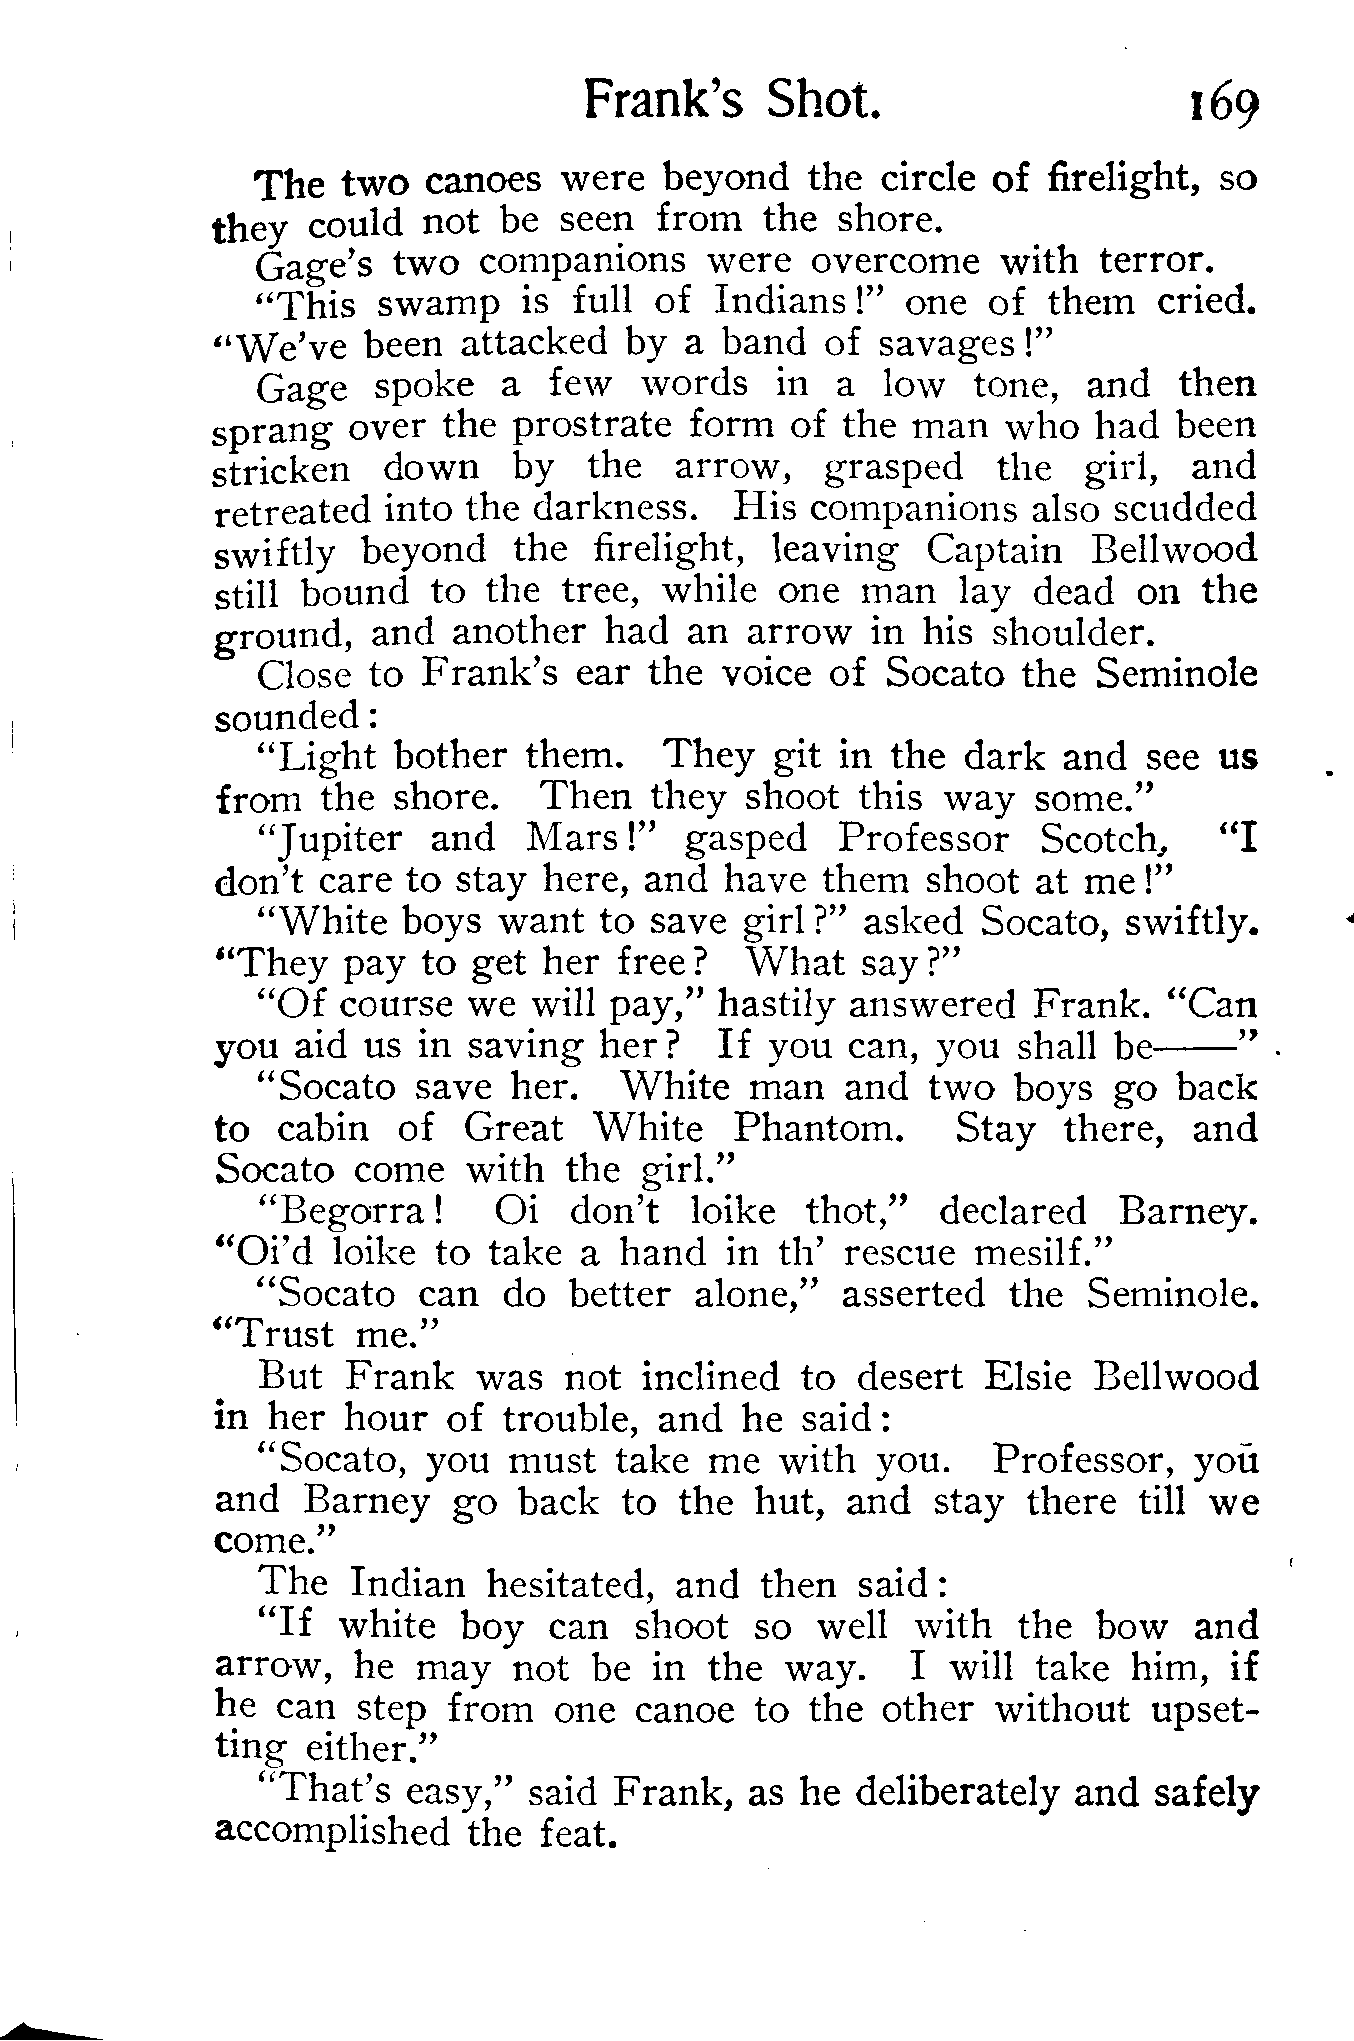 Frank's Shot. 169
The two canoes were beyond the circle of firelight, so
they could not be seen from the shore.
Gage's two companions were overcome with terror.
"This swamp is full of Indians!" one of them cried.
"We've been attacked by a band of savages!"
Gage spoke a few words in a low tone, and then
sprang over the prostrate form of the man who had been
stricken down by the arrow, grasped the girl, and
retreated into the darkness. His companions also scudded
swiftly beyond the firelight, leaving Captain Bellwood
still bound to the tree, while one man lay dead on the
ground, and another had an arrow in his shoulder.
Close to Frank's ear the voice of Socato the Seminole
sounded:
"Light bother them. They git in the dark and see us
from the shore. Then they shoot this way some."
"Jupiter and Mars!" gasped Professor Scotch, "I
don't care to stay here, and have them shoot at me!"
"White boys want to save girl?" asked Socato, swiftly.
"They pay to get her free? What say?"
"Of course we will pay," hastily answered Frank. "Can
you aid us in saving her? If you can, you shall be——"
"Socato save her. White man and two boys go back
to cabin of Great White Phantom. Stay there, and
Socato come with the girl."
"Begorra! Oi don't loike thot," declared Barney.
"Oi'd loike to take a hand in th' rescue mesilf."
"Socato can do better alone," asserted the Seminole.
"Trust me."
But Frank was not inclined to desert Elsie Bellwood
in her hour of trouble, and he said:
"Socato, you must take me with you. Professor, you
and Barney go back to the hut, and stay there till we
come."
The Indian hesitated, and then said:
"If white boy can shoot so well with the bow and
arrow, he may not be in the way. I will take him, if
he can step from one canoe to the other without upset-
ting either."
"That's easy," said Frank, as he deliberately and safely
accomplished the feat.